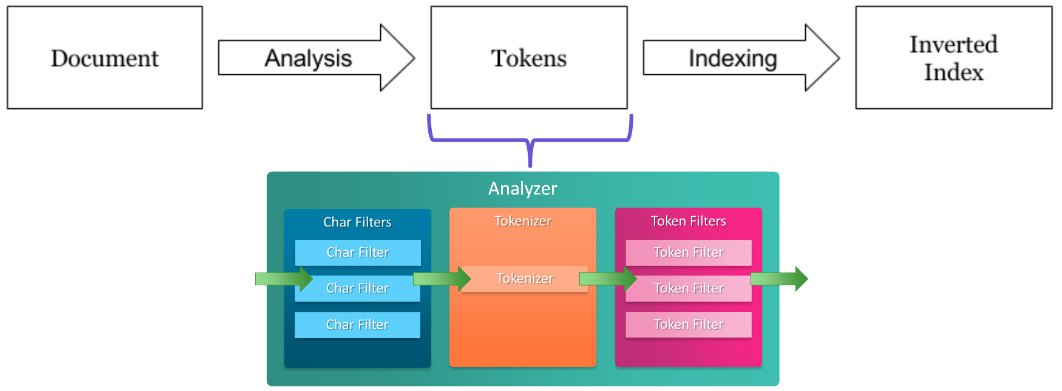 Document
Analysis
Tokens
Indexing
Inverted
Index
Analyzer
Char Filters
Char Filter
Char Filter
Char Filter
Tokenizer
Tokenizer
Token Filters
Token Filter
Token Filter
Token Filter